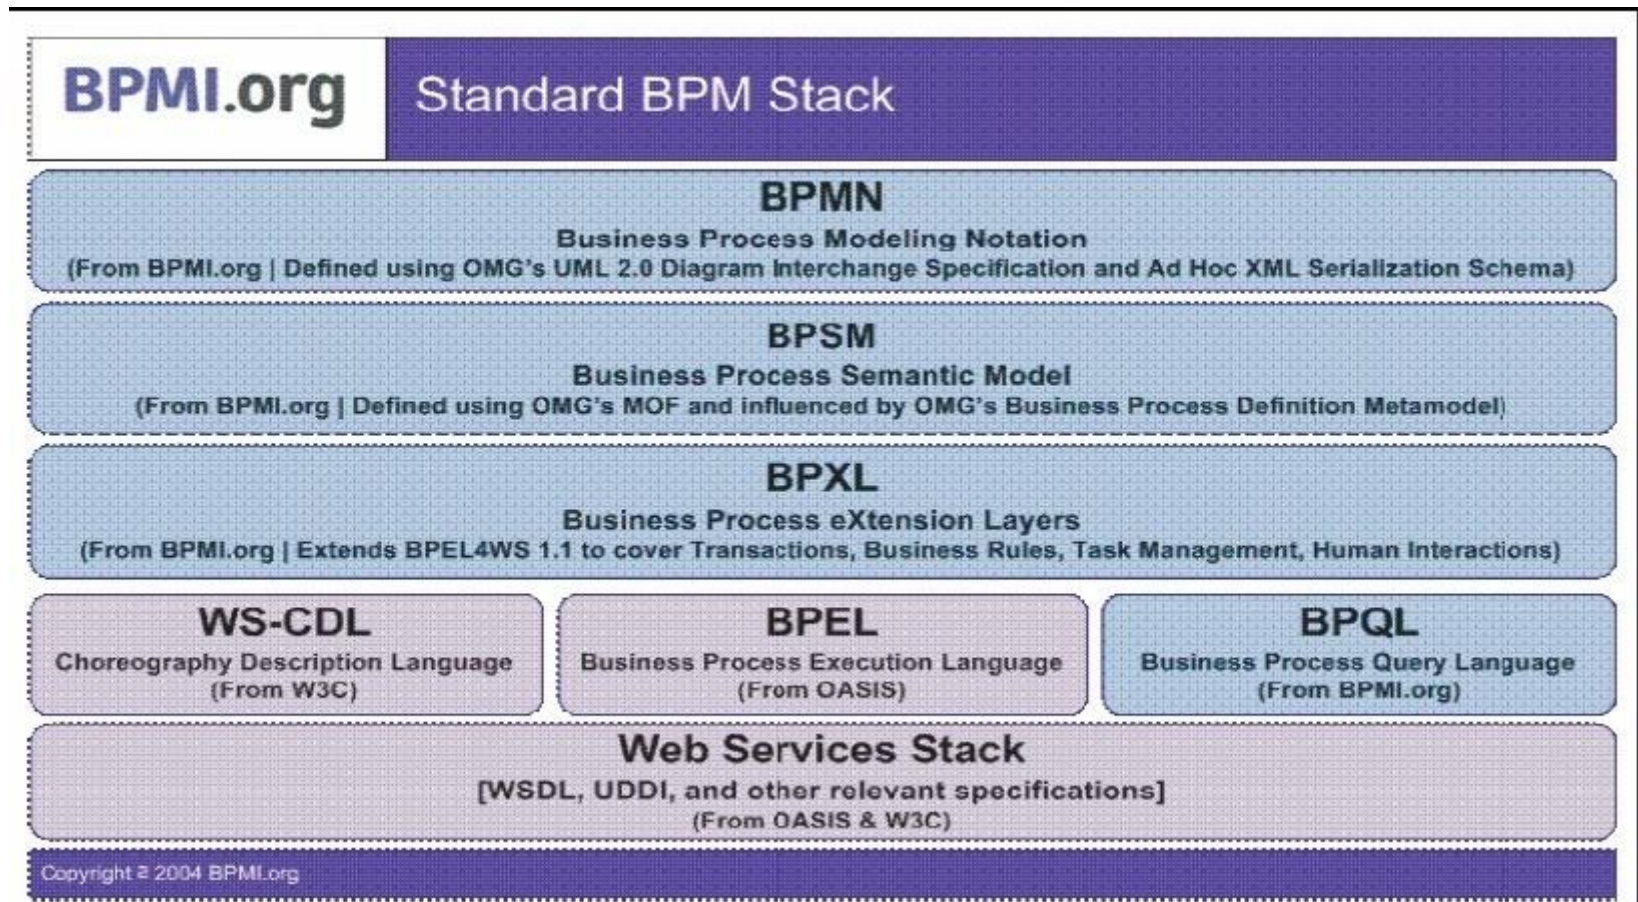 BPMI.org
Standard BPM Stack
BPMN
Business Process Modeling Notation
(From BPMI.org | Defined using OMG's UML 2.0 Diagram Interchange Specification and Ad Hoc XML Serialization Schema)
BPSM
Business Process Semantic Model
(From BPMI.org | Defined using OMG's MOF and influenced by OMG's Business Process Definition Metamodel)
BPXL
Business Process eXtension Layers
(From BPMI.org | Extends BPEL4WS 1.1 to cover Transactions, Business Rules, Task Management, Human Interactions)
WS-CDL
Choreography Description Language
(From W3C)
BPEL
Business Process Execution Language
(From OASIS)
BPQL
Business Process Query Language
(From BPMI.org)
Web Services Stack
[WSDL, UDDI, and other relevant specifications]
(From OASIS & W3C)
Copyright © 2004 BPMI.org